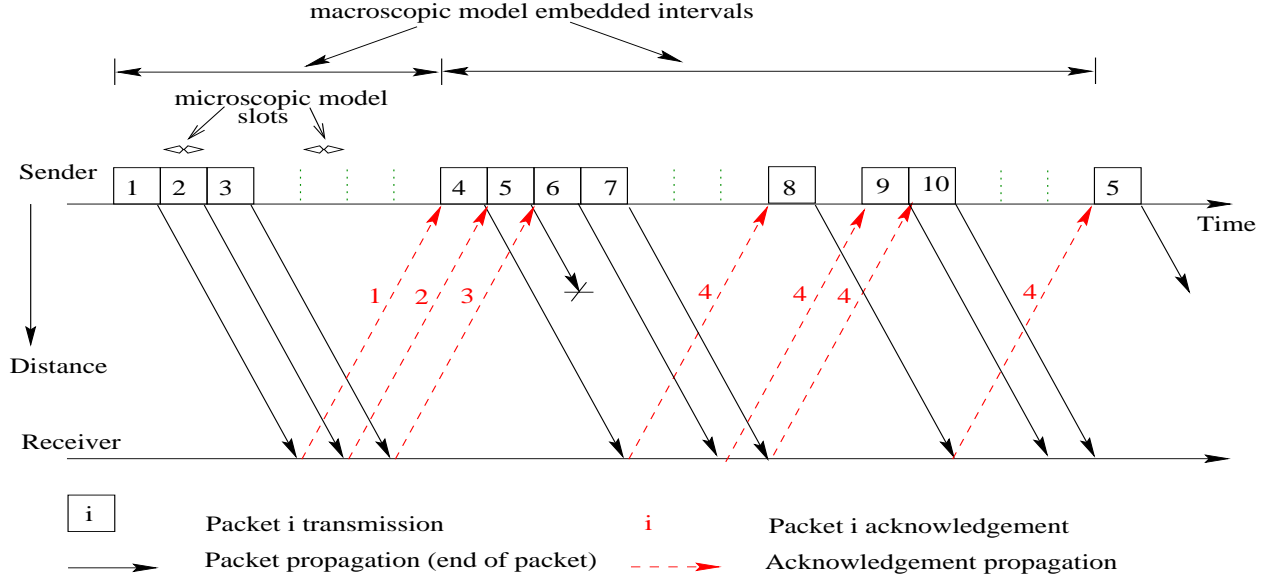 macroscopic model embedded intervals
microscopic model
slots
Sender
1 2 3 4 5 6 7 8 9 10 5
Time
1 2 3 4 4 4 4
Distance
Receiver
i Packet i transmission i Packet i acknowledgement
Packet propagation (end of packet) Acknowledgement propagation